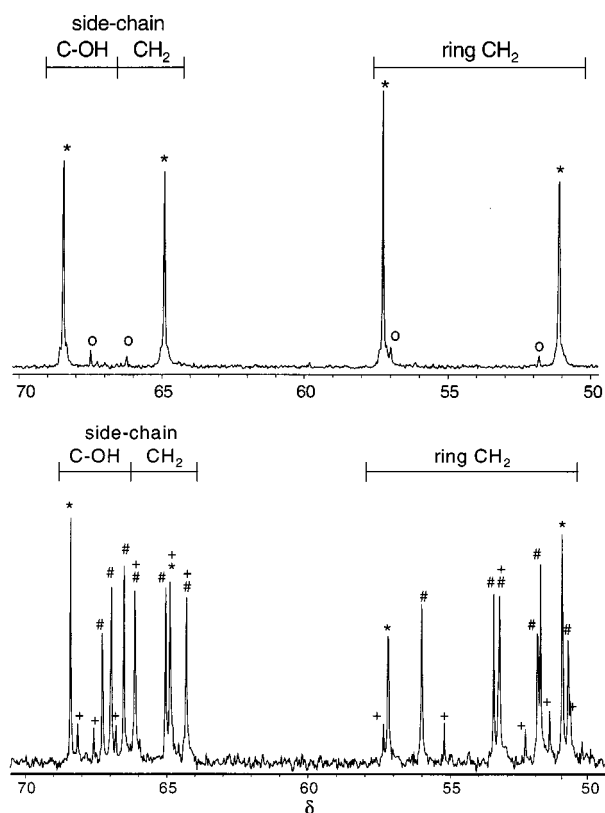 side-chain
C-OH CH₂ ring CH₂
* * * *
o o o o
70 65 60 55 50
side-chain
C-OH CH₂ ring CH₂
* # # # + # # + * + # * # # + # # # * #
+ + + + + + + +
70 65 60 55 50
δ